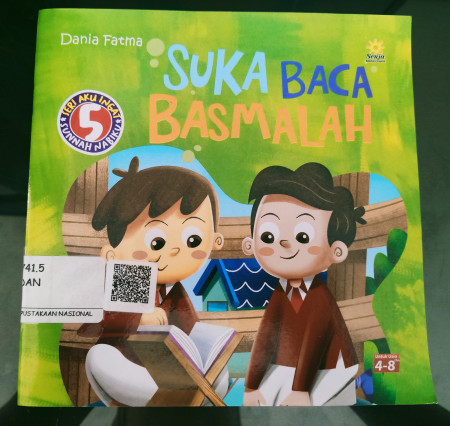 Dania Fatma
SUKA BACA
BASMALAH
SERI AKU INGAT
5
SUNNAH NABIKU
741.5
DAN
PUSTAKAAN NASIONAL
4-8